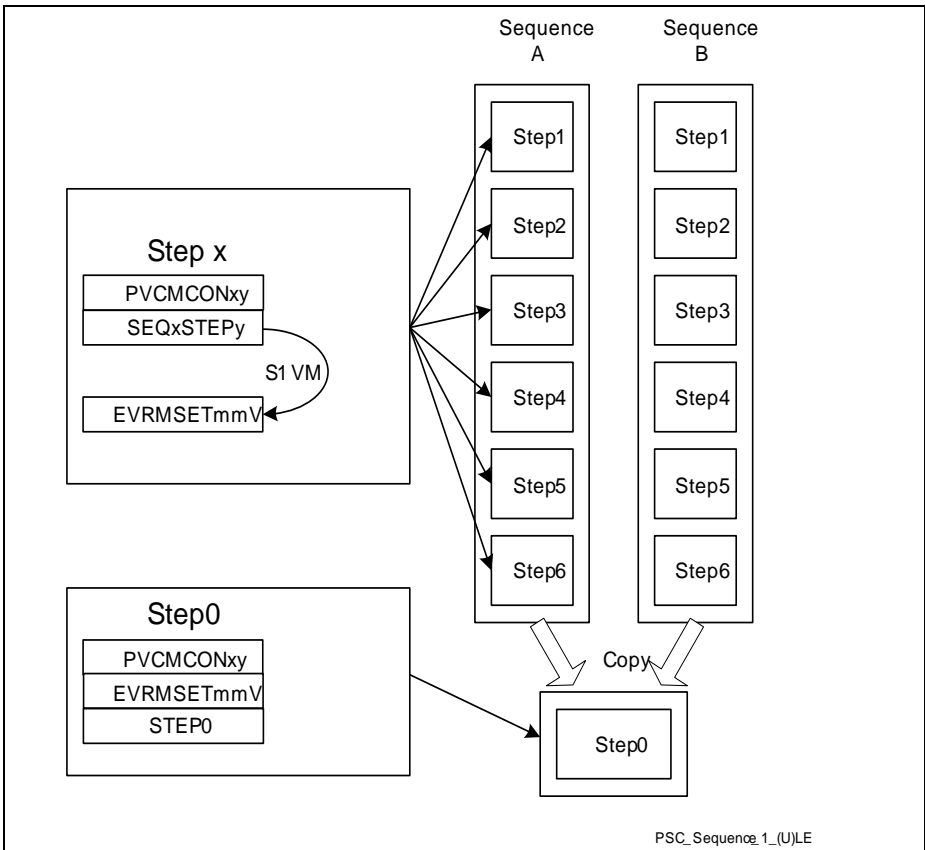 Sequence
A
Sequence
B
Step1
Step1
Step2
Step2
Step x
PVCMCONxy
SEQxSTEPy
S1 VM
EVRMSETmmV
Step3
Step3
Step4
Step4
Step5
Step5
Step6
Step6
Step0
PVCMCONxy
EVRMSETmmV
STEP0
Copy
Step0
PSC_Sequence_1_(U)LE